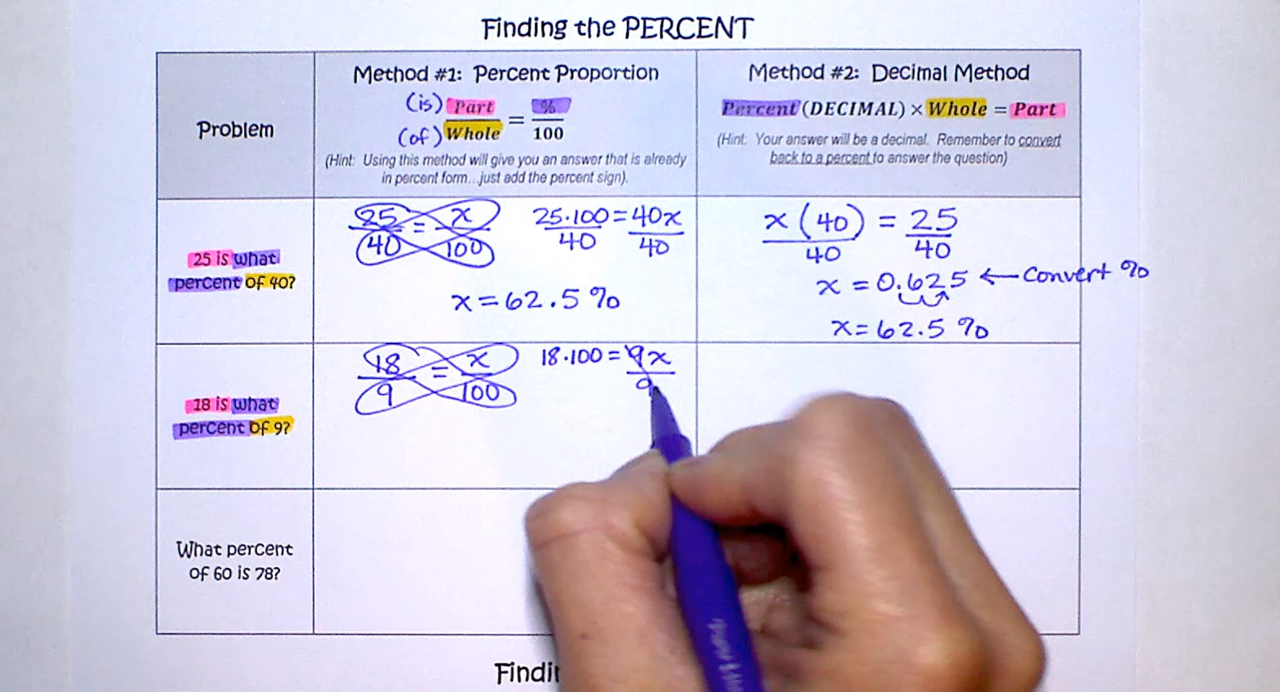 Finding the PERCENT
Problem
Method #1: Percent Proportion
(is) Part = %
(of) Whole 100
(Hint: Using this method will give you an answer that is already
in percent form...just add the percent sign).
Method #2: Decimal Method
Percent (DECIMAL) × Whole = Part
(Hint: Your answer will be a decimal. Remember to convert
back to a percent to answer the question)
25 is what
percent of 40?
25 = x
40 100
25·100 = 40x
40 40
x = 62.5 %
x (40) = 25
40 40
x = 0.625 ← Convert %
x = 62.5 %
18 is what
percent of 9?
18 = x
9 100
18·100 = 9x
What percent
of 60 is 78?